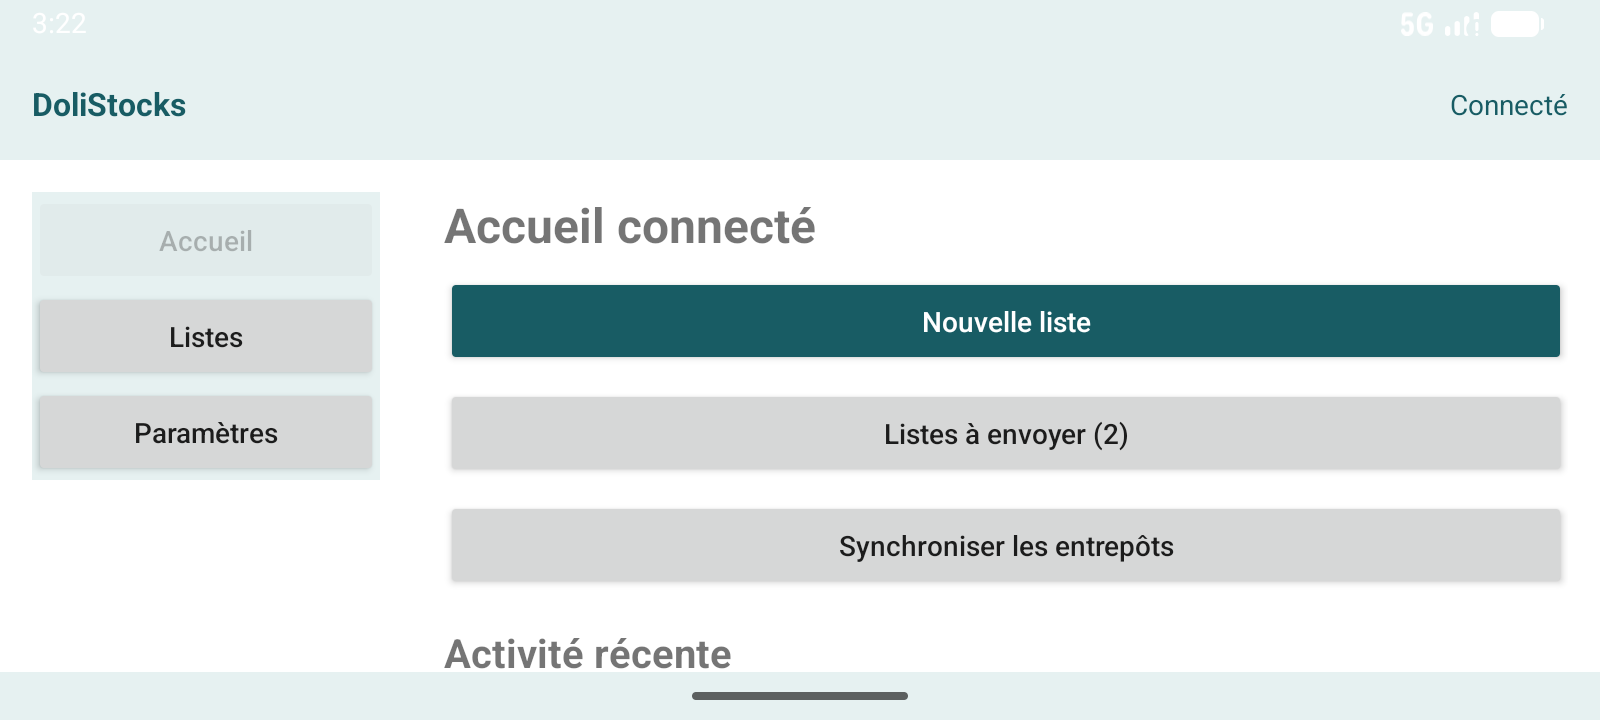 3:22
5G
DoliStocks
Connecté
Accueil
Listes
Paramètres
Accueil connecté
Nouvelle liste
Listes à envoyer (2)
Synchroniser les entrepôts
Activité récente